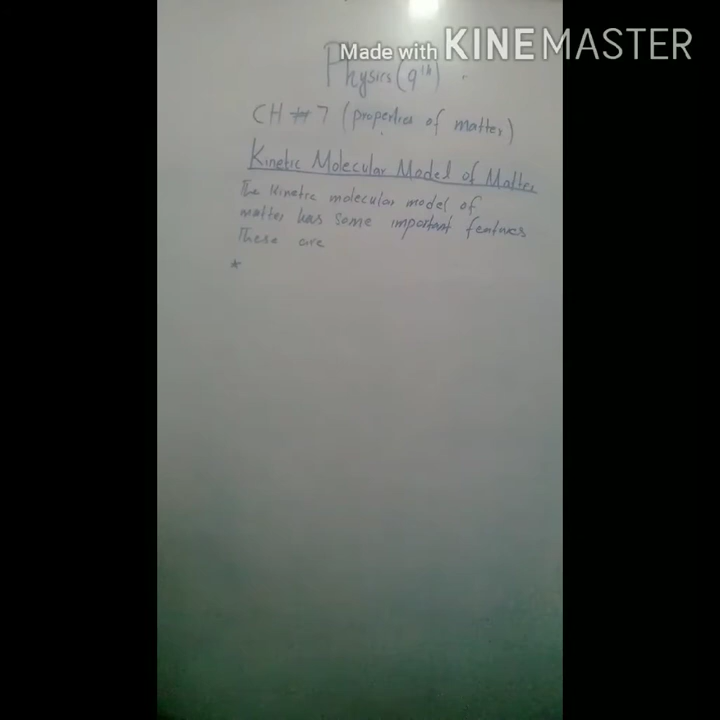 Made with KINEMASTER
Physics (9th)
CH # 7 (properties of matter)
Kinetic Molecular Model of Matter
The kinetic molecular model of
matter has some important features
These are
*